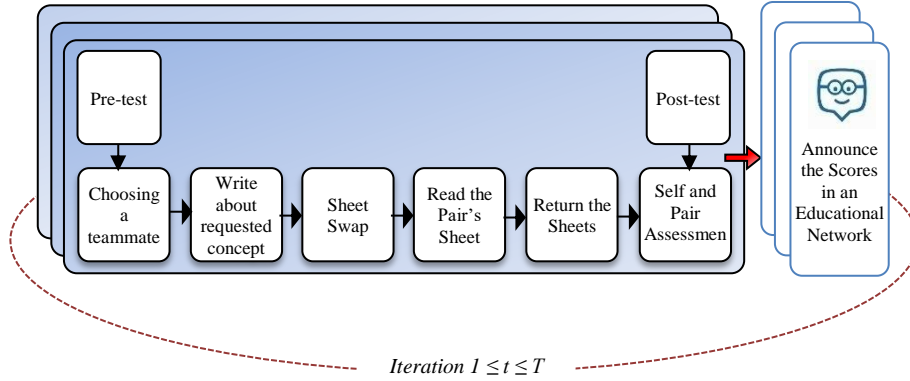 Pre-test
Post-test
Choosing
a
teammate
Write
about
requested
concept
Sheet
Swap
Read the
Pair's
Sheet
Return the
Sheets
Self and
Pair
Assessmen
Announce
the Scores
in an
Educational
Network
Iteration 1 ≤ t ≤ T